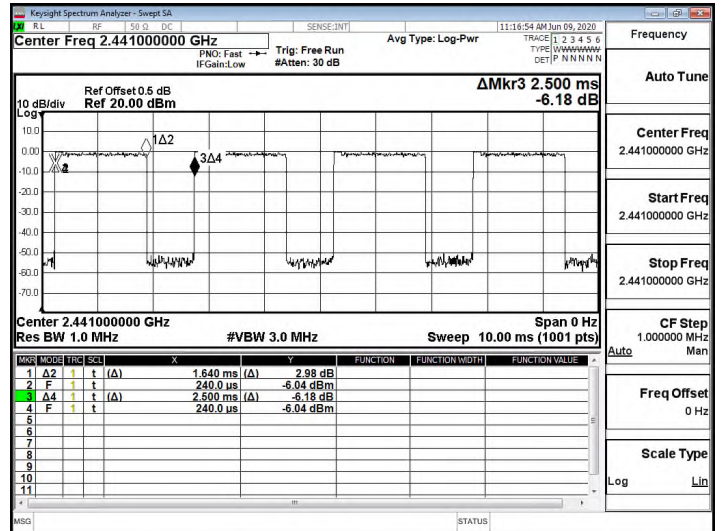 Keysight Spectrum Analyzer - Swept SA
LXI RL RF 50 Ω DC SENSE:INT 11:16:54 AM Jun 09, 2020
Center Freq 2.441000000 GHz
PNO: Fast
IFGain:Low
Trig: Free Run
#Atten: 30 dB
Avg Type: Log-Pwr
TRACE 1 2 3 4 5 6
TYPE WWWWWW
DET P N N N N N
Ref Offset 0.5 dB
10 dB/div Ref 20.00 dBm
ΔMkr3 2.500 ms
-6.18 dB
Log
10.0
0.00
-10.0
-20.0
-30.0
-40.0
-50.0
-60.0
-70.0
1Δ2
3Δ4
Center 2.441000000 GHz Span 0 Hz
Res BW 1.0 MHz #VBW 3.0 MHz Sweep 10.00 ms (1001 pts)
MKR MODE TRC SCL X Y FUNCTION FUNCTION WIDTH FUNCTION VALUE
1 Δ2 1 t (Δ) 1.640 ms (Δ) 2.98 dB
2 F 1 t 240.0 µs -6.04 dBm
3 Δ4 1 t (Δ) 2.500 ms (Δ) -6.18 dB
4 F 1 t 240.0 µs -6.04 dBm
5
6
7
8
9
10
11
MSG STATUS
Frequency
Auto Tune
Center Freq
2.441000000 GHz
Start Freq
2.441000000 GHz
Stop Freq
2.441000000 GHz
CF Step
1.000000 MHz
Auto Man
Freq Offset
0 Hz
Scale Type
Log Lin